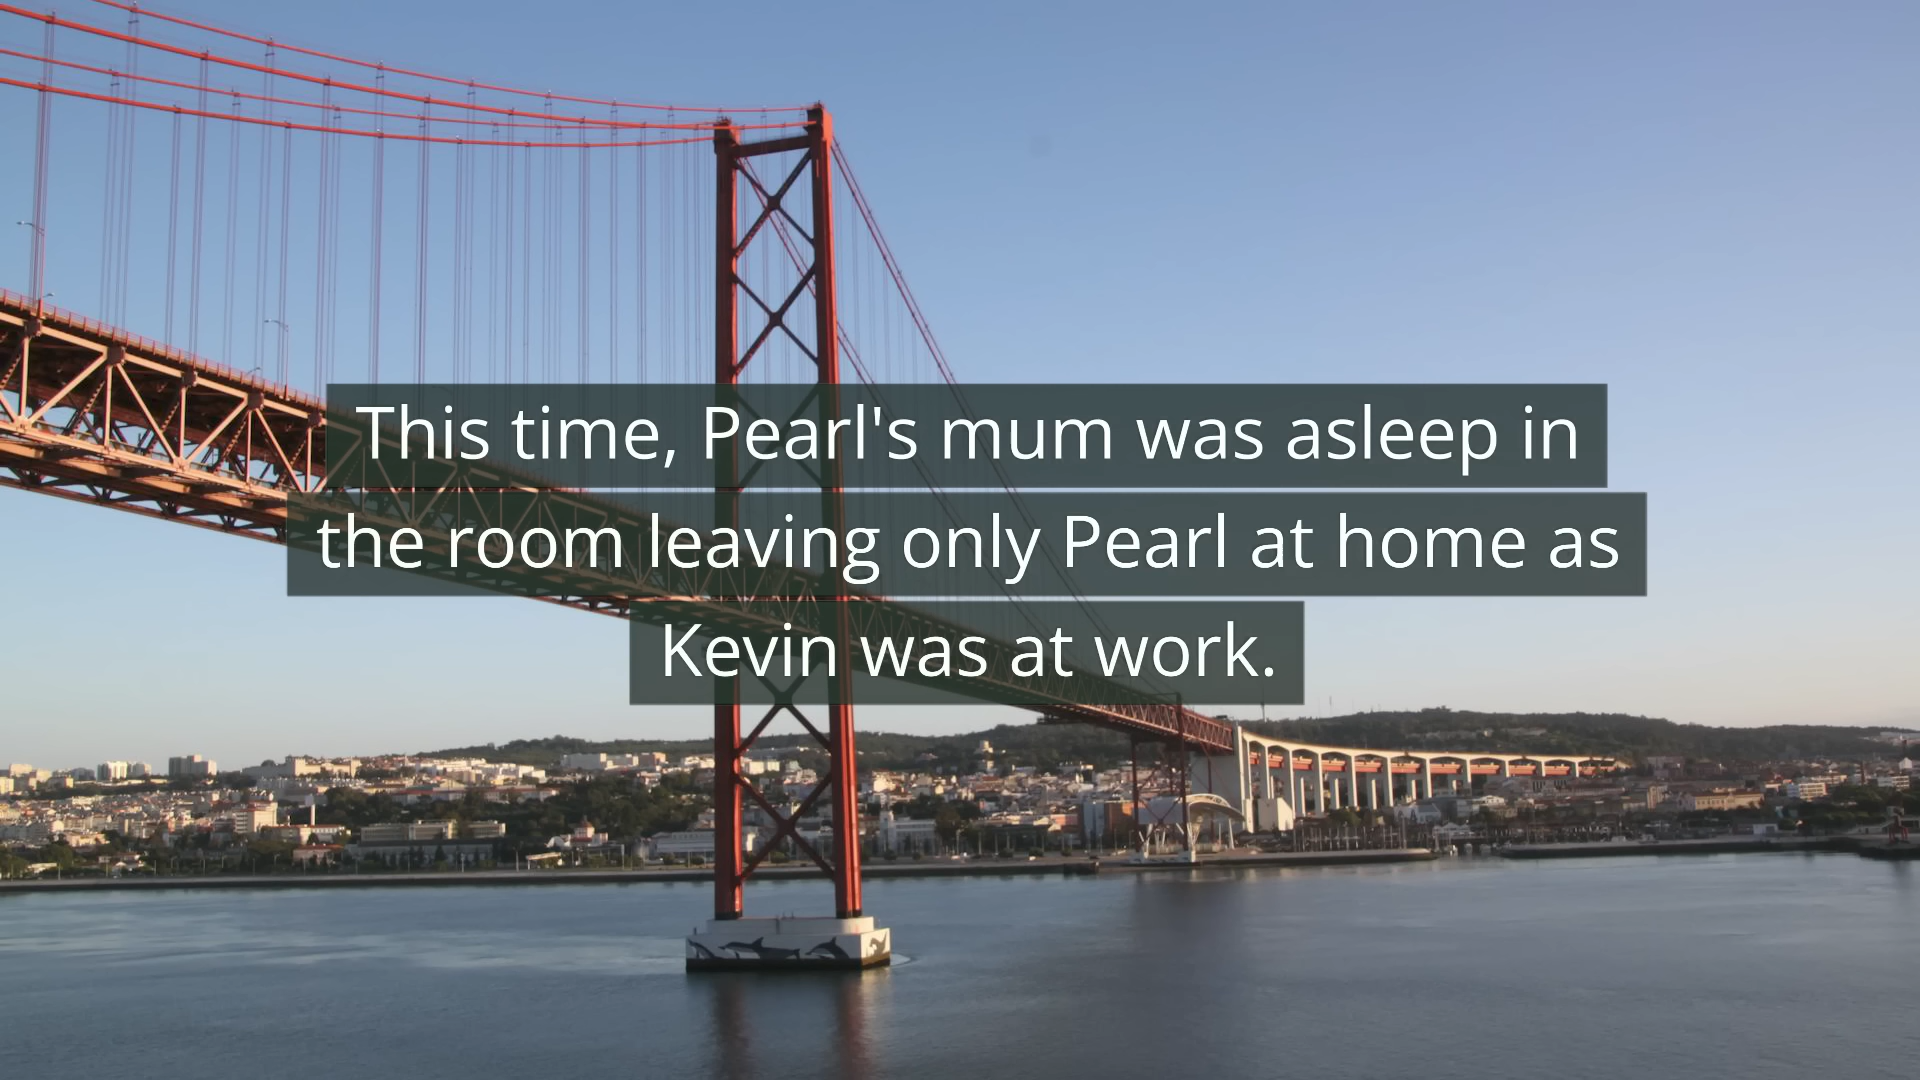 This time, Pearl's mum was asleep in
the room leaving only Pearl at home as
Kevin was at work.